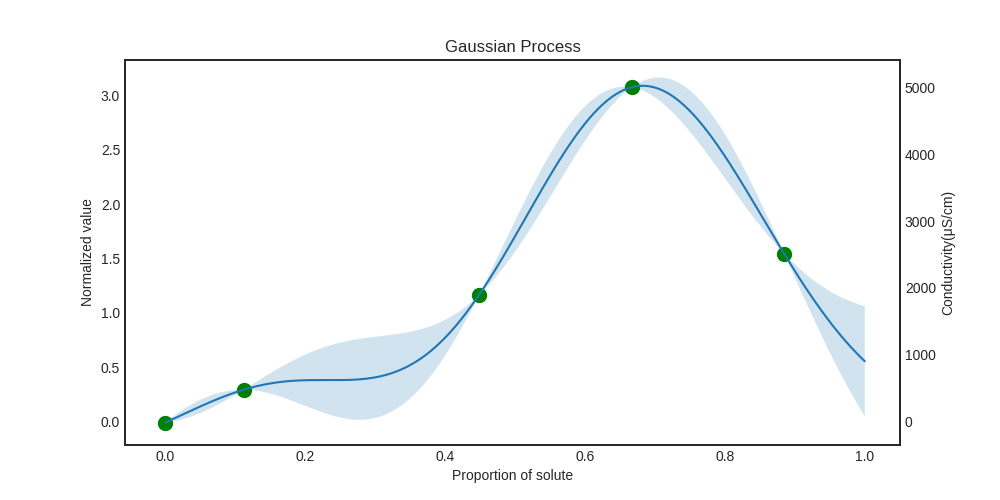 Gaussian Process
3.0
2.5
2.0
1.5
1.0
0.5
0.0
Normalized value
5000
4000
3000
2000
1000
0
Conductivity(μS/cm)
0.0 0.2 0.4 0.6 0.8 1.0
Proportion of solute